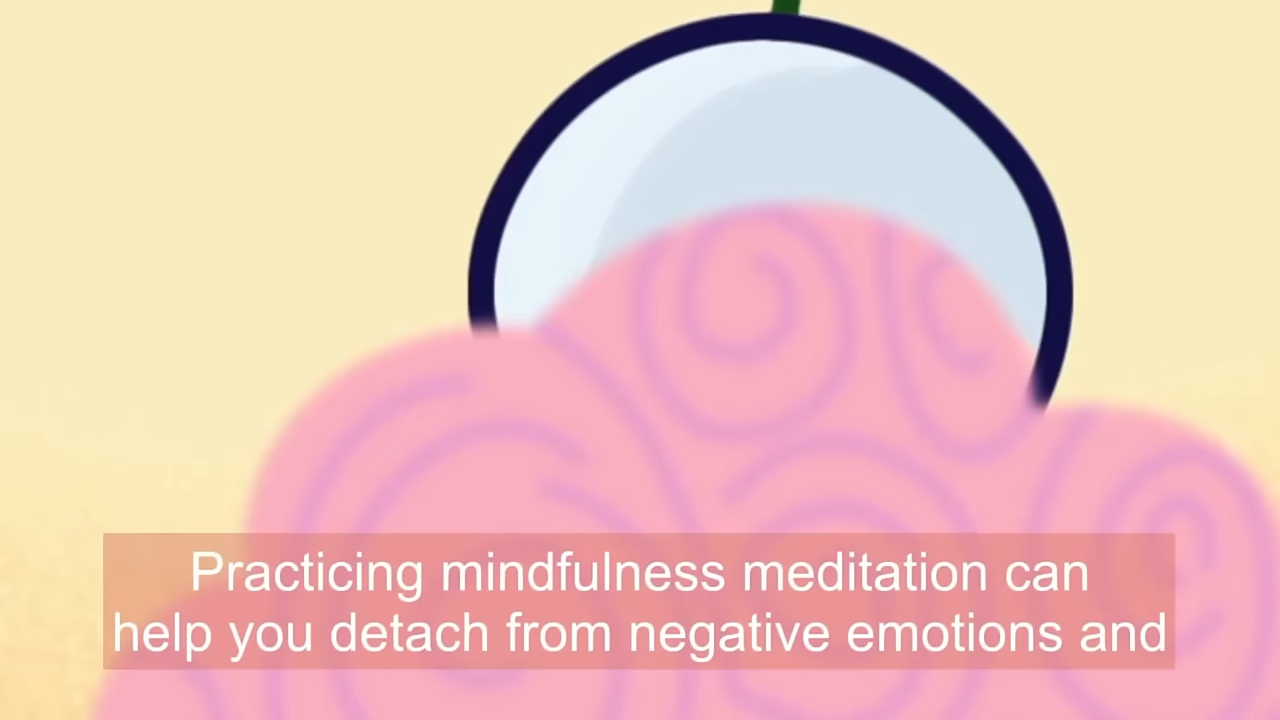 Practicing mindfulness meditation can
help you detach from negative emotions and